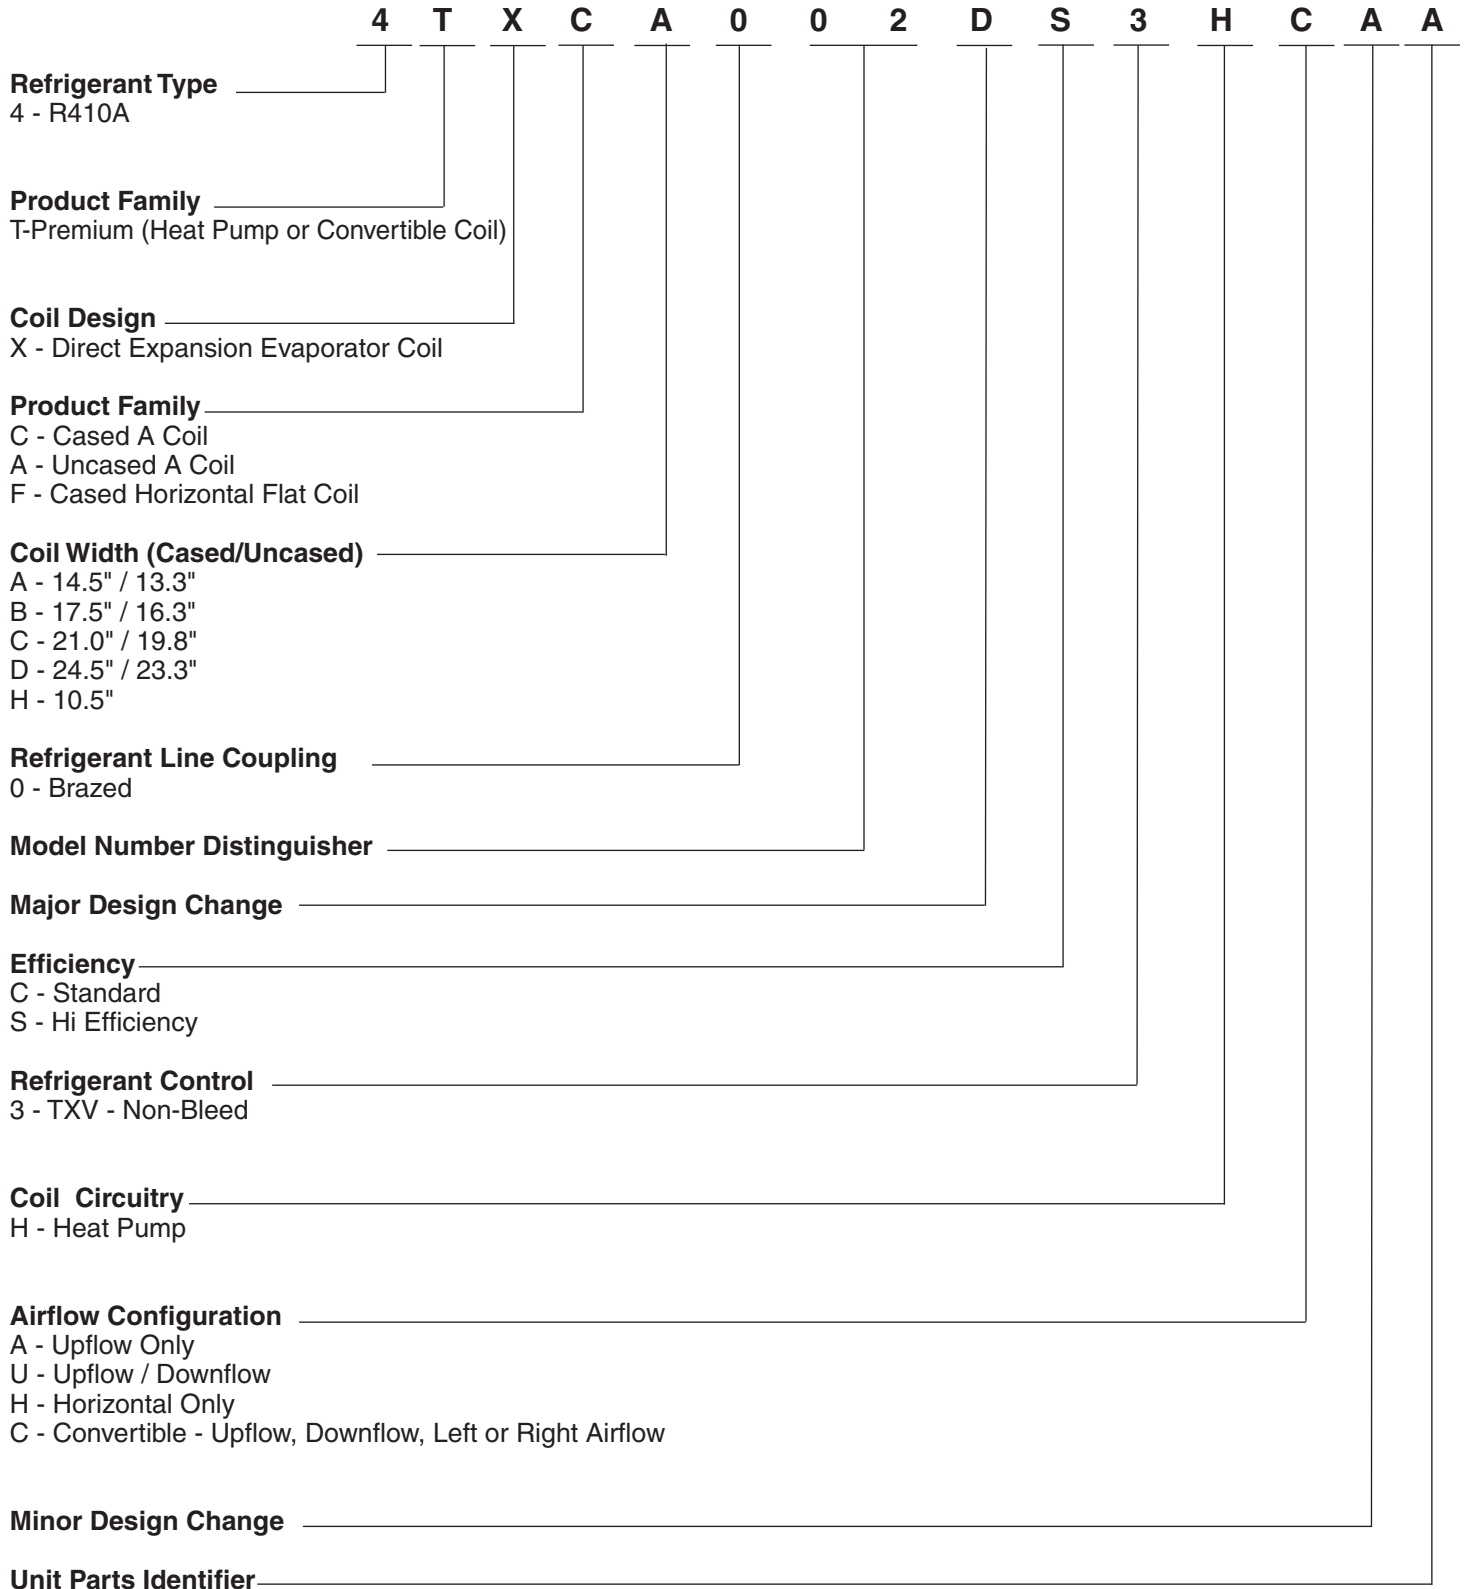 4 T X C A 0 0 2 D S 3 H C A A
Refrigerant Type
4 - R410A
Product Family
T-Premium (Heat Pump or Convertible Coil)
Coil Design
X - Direct Expansion Evaporator Coil
Product Family
C - Cased A Coil
A - Uncased A Coil
F - Cased Horizontal Flat Coil
Coil Width (Cased/Uncased)
A - 14.5" / 13.3"
B - 17.5" / 16.3"
C - 21.0" / 19.8"
D - 24.5" / 23.3"
H - 10.5"
Refrigerant Line Coupling
0 - Brazed
Model Number Distinguisher
Major Design Change
Efficiency
C - Standard
S - Hi Efficiency
Refrigerant Control
3 - TXV - Non-Bleed
Coil Circuitry
H - Heat Pump
Airflow Configuration
A - Upflow Only
U - Upflow / Downflow
H - Horizontal Only
C - Convertible - Upflow, Downflow, Left or Right Airflow
Minor Design Change
Unit Parts Identifier